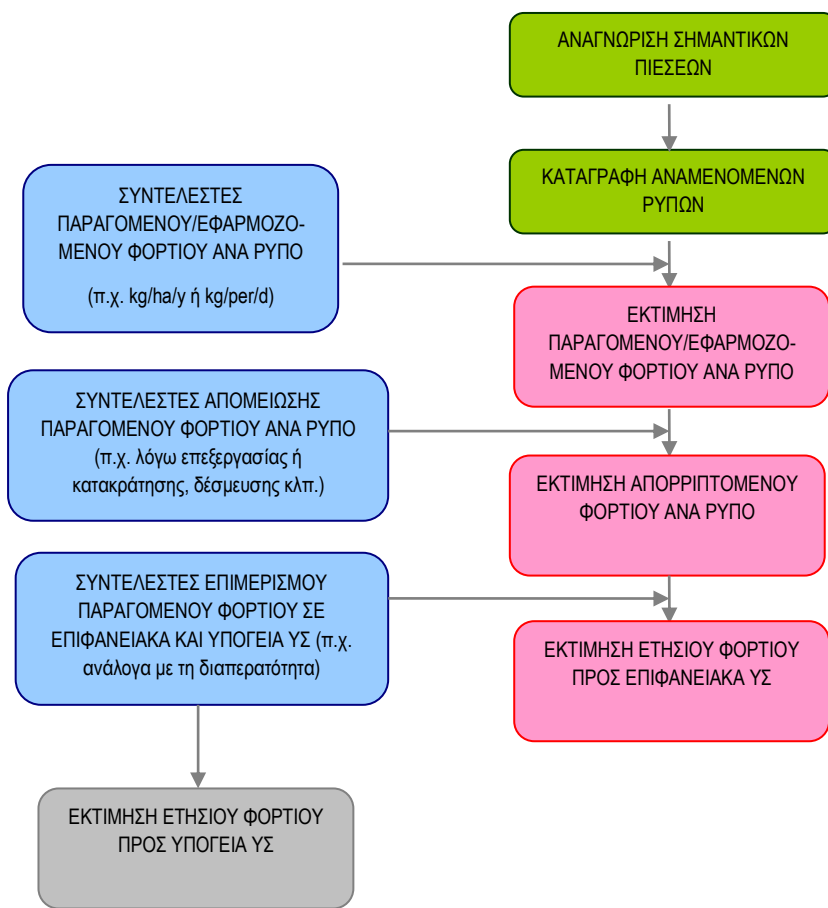 ΑΝΑΓΝΩΡΙΣΗ ΣΗΜΑΝΤΙΚΩΝ
ΠΙΕΣΕΩΝ
ΚΑΤΑΓΡΑΦΗ ΑΝΑΜΕΝΟΜΕΝΩΝ
ΡΥΠΩΝ
ΣΥΝΤΕΛΕΣΤΕΣ
ΠΑΡΑΓΟΜΕΝΟΥ/ΕΦΑΡΜΟΖΟ-
ΜΕΝΟΥ ΦΟΡΤΙΟΥ ΑΝΑ ΡΥΠΟ
(π.χ. kg/ha/y ή kg/per/d)
ΕΚΤΙΜΗΣΗ
ΠΑΡΑΓΟΜΕΝΟΥ/ΕΦΑΡΜΟΖΟ-
ΜΕΝΟΥ ΦΟΡΤΙΟΥ ΑΝΑ ΡΥΠΟ
ΣΥΝΤΕΛΕΣΤΕΣ ΑΠΟΜΕΙΩΣΗΣ
ΠΑΡΑΓΟΜΕΝΟΥ ΦΟΡΤΙΟΥ ΑΝΑ ΡΥΠΟ
(π.χ. λόγω επεξεργασίας ή
κατακράτησης, δέσμευσης κλπ.)
ΕΚΤΙΜΗΣΗ ΑΠΟΡΡΙΠΤΟΜΕΝΟΥ
ΦΟΡΤΙΟΥ ΑΝΑ ΡΥΠΟ
ΣΥΝΤΕΛΕΣΤΕΣ ΕΠΙΜΕΡΙΣΜΟΥ
ΠΑΡΑΓΟΜΕΝΟΥ ΦΟΡΤΙΟΥ ΣΕ
ΕΠΙΦΑΝΕΙΑΚΑ ΚΑΙ ΥΠΟΓΕΙΑ ΥΣ (π.χ.
ανάλογα με τη διαπερατότητα)
ΕΚΤΙΜΗΣΗ ΕΤΗΣΙΟΥ ΦΟΡΤΙΟΥ
ΠΡΟΣ ΕΠΙΦΑΝΕΙΑΚΑ ΥΣ
ΕΚΤΙΜΗΣΗ ΕΤΗΣΙΟΥ ΦΟΡΤΙΟΥ
ΠΡΟΣ ΥΠΟΓΕΙΑ ΥΣ